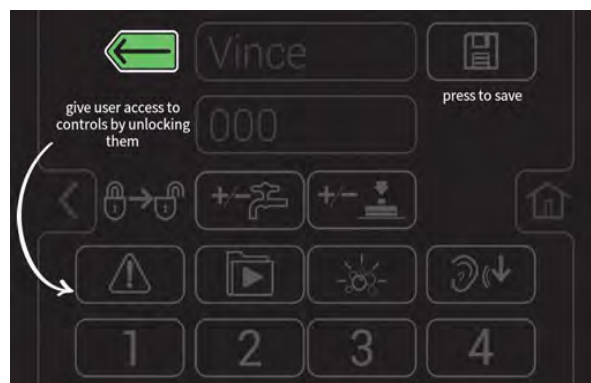 Vince
press to save
give user access to
controls by unlocking
them
000
+/-
+/-
1 2 3 4